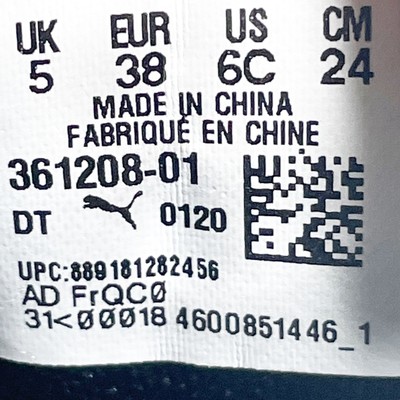 UK EUR US CM
5 38 6C 24
MADE IN CHINA
FABRIQUÉ EN CHINE
361208-01
DT 0120
UPC:889181282456
AD FrQC0
31<00018 4600851446_1